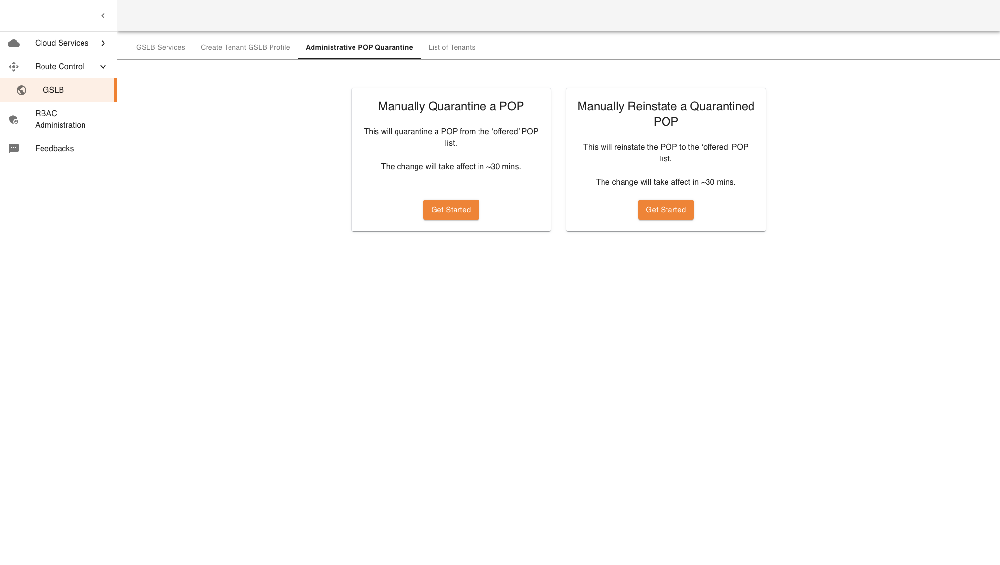 Cloud Services
Route Control
GSLB
RBAC
Administration
Feedbacks
GSLB Services
Create Tenant GSLB Profile
Administrative POP Quarantine
List of Tenants
Manually Quarantine a POP
This will quarantine a POP from the ‘offered’ POP
list.
The change will take affect in ~30 mins.
Get Started
Manually Reinstate a Quarantined
POP
This will reinstate the POP to the ‘offered’ POP
list.
The change will take affect in ~30 mins.
Get Started